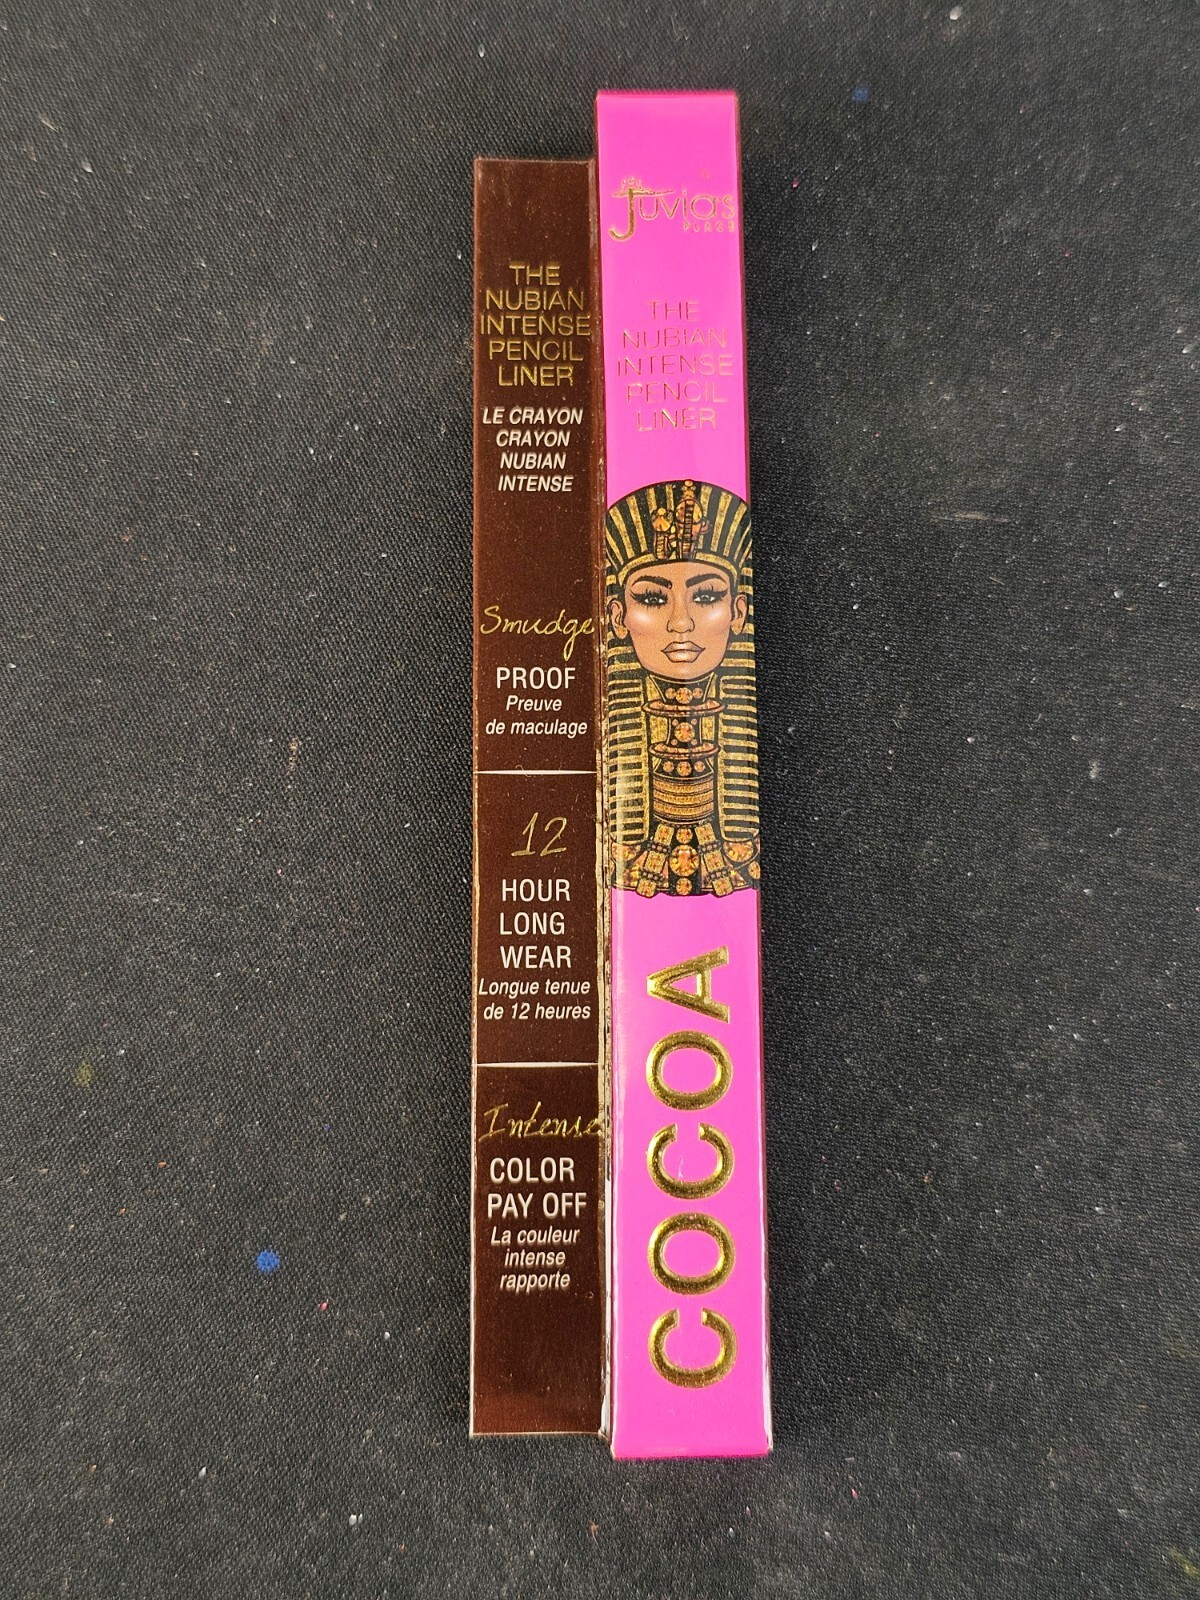 THE
NUBIAN
INTENSE
PENCIL
LINER
LE CRAYON
CRAYON
NUBIAN
INTENSE
Smudge
PROOF
Preuve
de maculage
12
HOUR
LONG
WEAR
Longue tenue
de 12 heures
Intense
COLOR
PAY OFF
La couleur
intense
rapporte
Juvia's
PLACE
THE
NUBIAN
INTENSE
PENCIL
LINER
COCOA